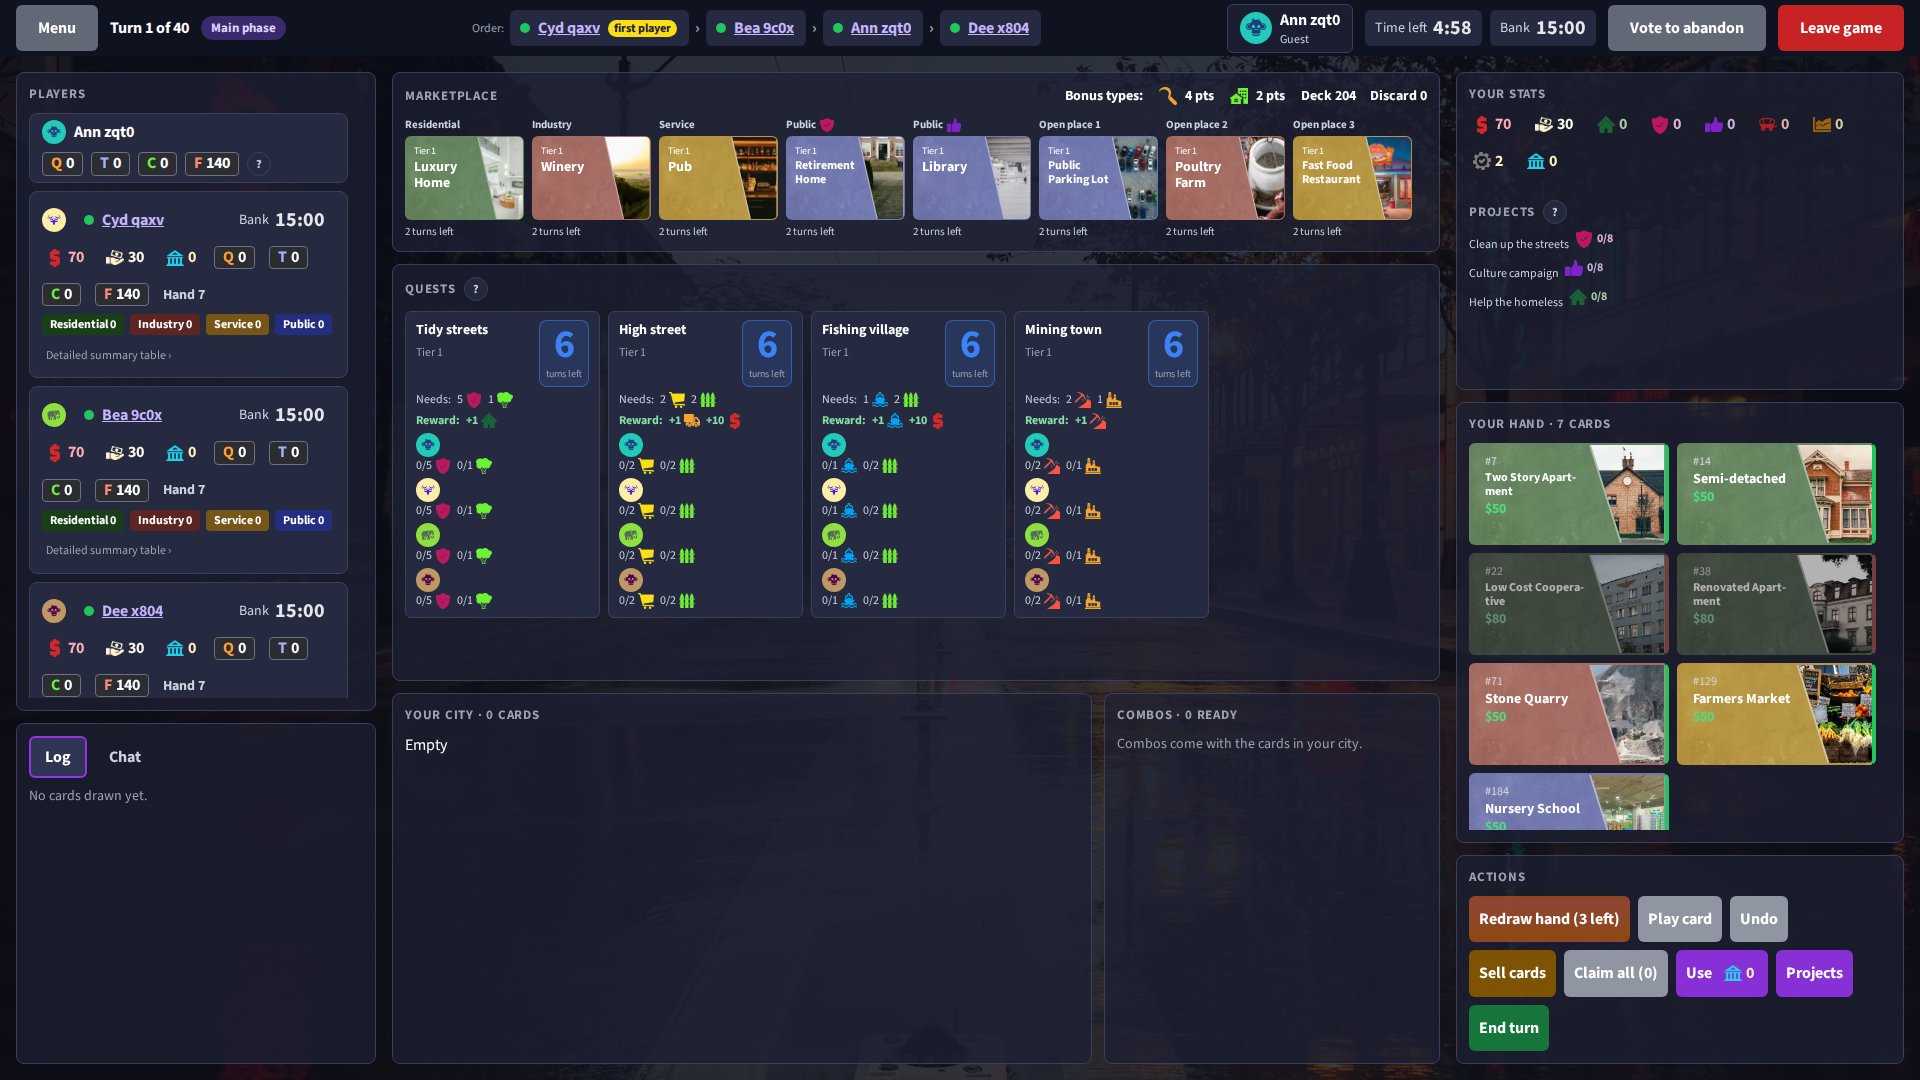 Menu
Turn 1 of 40
Main phase
Order:
Cyd qaxv first player › Bea 9c0x › Ann zqt0 › Dee x804
Ann zqt0
Guest
Time left 4:58
Bank 15:00
Vote to abandon
Leave game
PLAYERS
Ann zqt0
Q 0 T 0 C 0 F 140 ?
Cyd qaxv Bank 15:00
70 30 0 Q 0 T 0
C 0 F 140 Hand 7
Residential 0 Industry 0 Service 0 Public 0
Detailed summary table ›
Bea 9c0x Bank 15:00
70 30 0 Q 0 T 0
C 0 F 140 Hand 7
Residential 0 Industry 0 Service 0 Public 0
Detailed summary table ›
Dee x804 Bank 15:00
70 30 0 Q 0 T 0
C 0 F 140 Hand 7
Log Chat
No cards drawn yet.
MARKETPLACE
Bonus types: 4 pts 2 pts Deck 204 Discard 0
Residential Industry Service Public Public Open place 1 Open place 2 Open place 3
Tier 1
Luxury
Home
2 turns left
Tier 1
Winery
2 turns left
Tier 1
Pub
2 turns left
Tier 1
Retirement
Home
2 turns left
Tier 1
Library
2 turns left
Tier 1
Public
Parking Lot
2 turns left
Tier 1
Poultry
Farm
2 turns left
Tier 1
Fast Food
Restaurant
2 turns left
QUESTS ?
Tidy streets
Tier 1
6
turns left
Needs: 5 1
Reward: +1
0/5 0/1
0/5 0/1
0/5 0/1
0/5 0/1
High street
Tier 1
6
turns left
Needs: 2 2
Reward: +1 +10
0/2 0/2
0/2 0/2
0/2 0/2
0/2 0/2
Fishing village
Tier 1
6
turns left
Needs: 1 2
Reward: +1 +10
0/1 0/2
0/1 0/2
0/1 0/2
0/1 0/2
Mining town
Tier 1
6
turns left
Needs: 2 1
Reward: +1
0/2 0/1
0/2 0/1
0/2 0/1
0/2 0/1
YOUR CITY · 0 CARDS
Empty
COMBOS · 0 READY
Combos come with the cards in your city.
YOUR STATS
70 30 0 0 0 0 0
2 0
PROJECTS ?
Clean up the streets 0/8
Culture campaign 0/8
Help the homeless 0/8
YOUR HAND · 7 CARDS
#7
Two Story Apart-
ment
$50
#14
Semi-detached
$50
#22
Low Cost Coopera-
tive
$80
#38
Renovated Apart-
ment
$80
#71
Stone Quarry
$50
#129
Farmers Market
$50
#184
Nursery School
$50
ACTIONS
Redraw hand (3 left) Play card Undo
Sell cards Claim all (0) Use 0 Projects
End turn